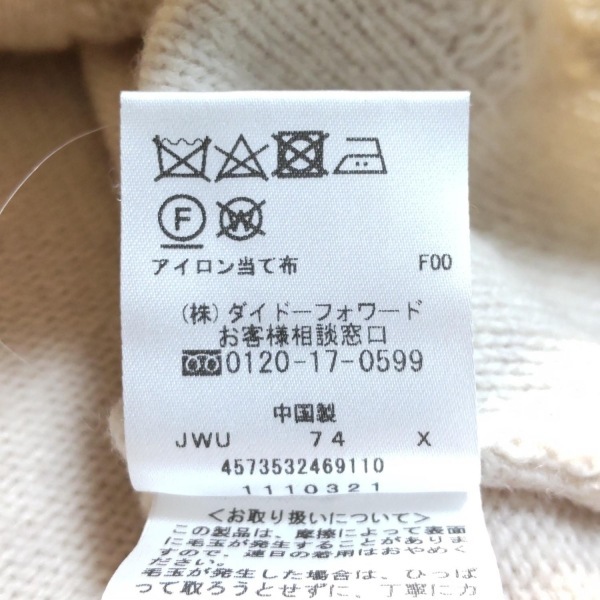 F W
アイロン当て布 F00
(株)ダイドーフォワード
お客様相談窓口
0120-17-0599
中国製
JWU 74 X
4573532469110
1110321
<お取り扱いについて>
この製品は、摩擦によって表面
に毛玉が発生することがありま
すので、連日の着用はおやめく
ださい。
毛玉が発生した場合は、ひっぱ
って取ろうとせずに、丁寧にカ